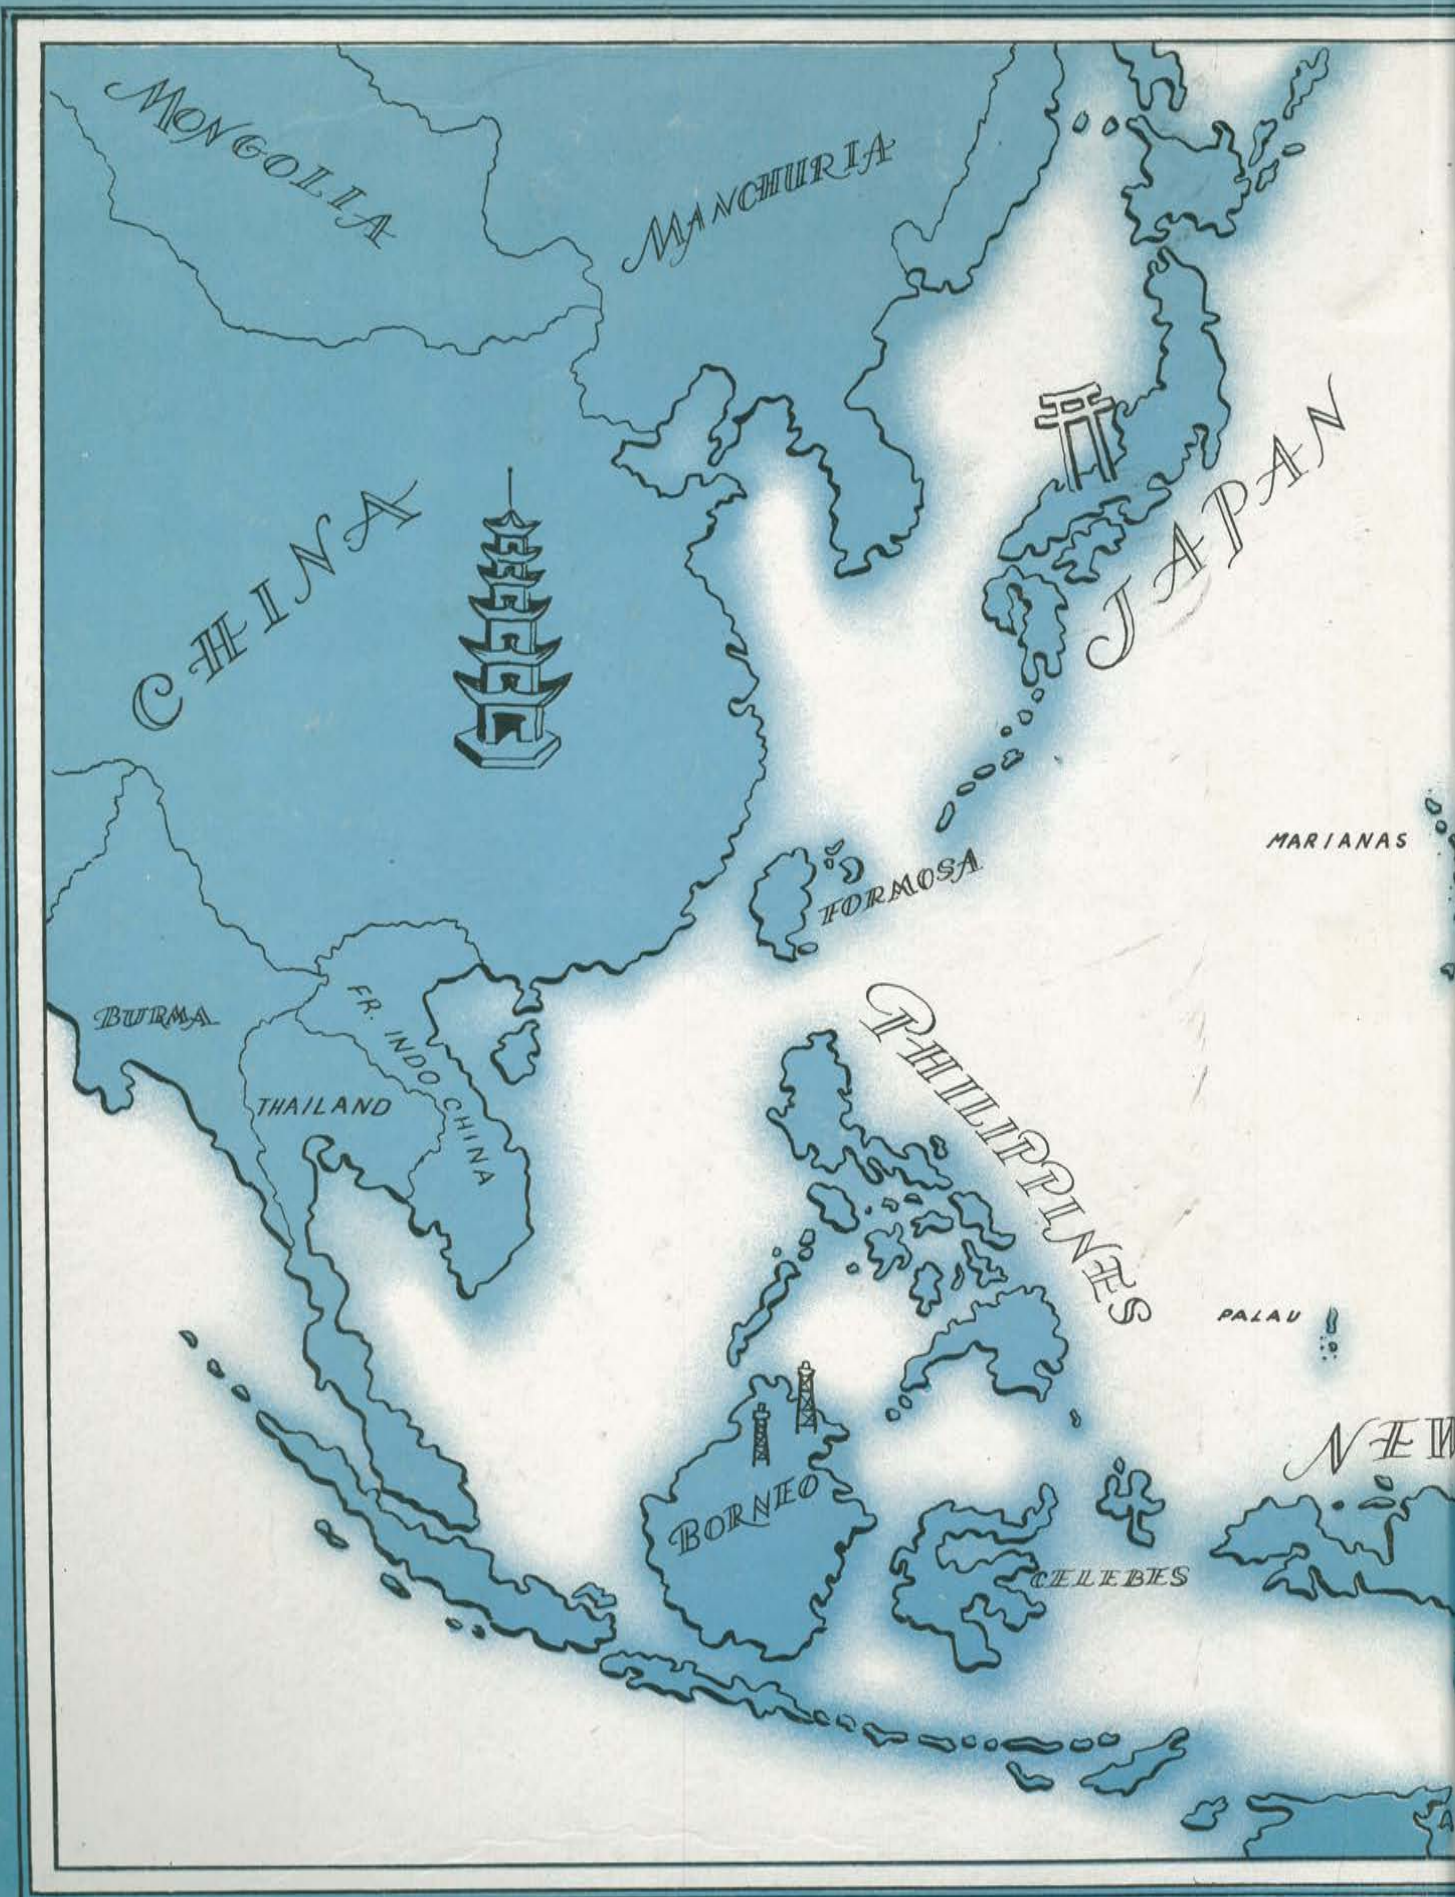 MONGOLIA
MANCHURIA
CHINA
JAPAN
MARIANAS
FORMOSA
BURMA
FR. INDO CHINA
THAILAND
PHILIPPINES
PALAU
NEW
BORNEO
CELEBES